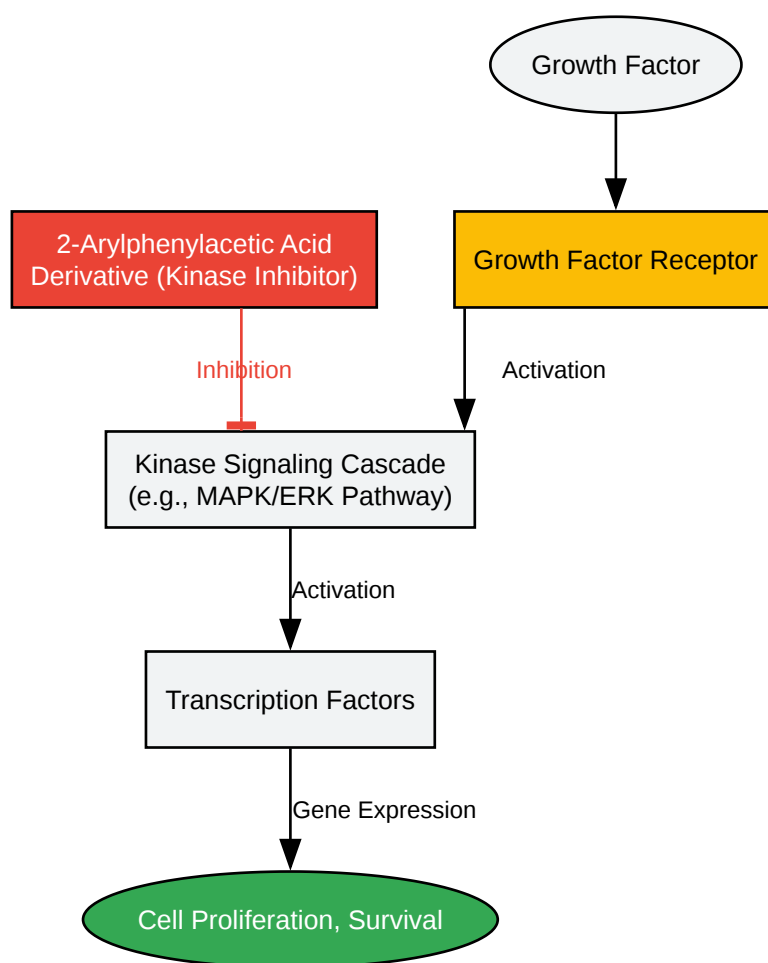 Growth Factor
2-Arylphenylacetic Acid
Derivative (Kinase Inhibitor)
Growth Factor Receptor
Inhibition
Activation
Kinase Signaling Cascade
(e.g., MAPK/ERK Pathway)
Activation
Transcription Factors
Gene Expression
Cell Proliferation, Survival